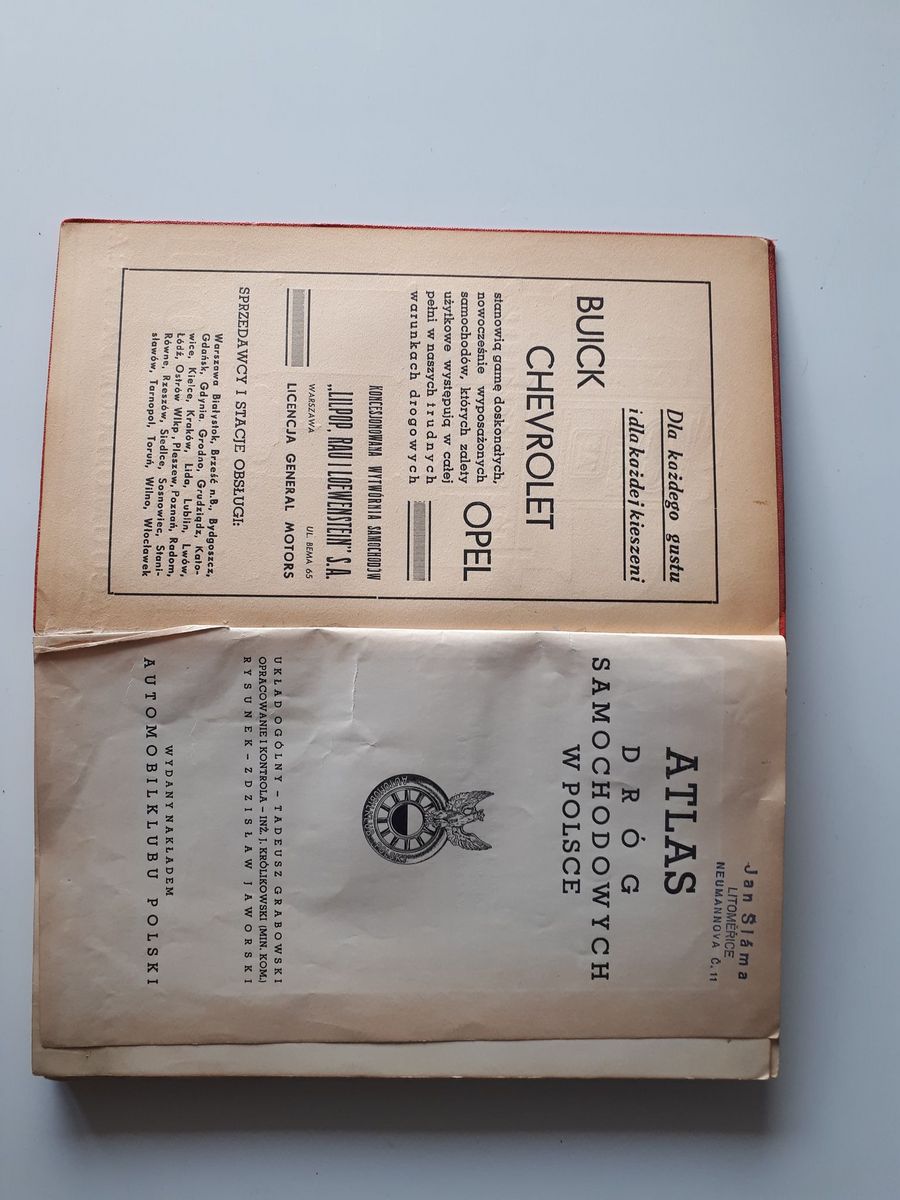 Dla każdego gustu
i dla każdej kieszeni
BUICK
CHEVROLET
OPEL
stanowią gamę doskonałych,
nowocześnie wyposażonych
samochodów, których zalety
użytkowe występują w całej
pełni w naszych trudnych
warunkach drogowych
KONCESJONOWANA WYTWÓRNIA SAMOCHODÓW
„LILPOP, RAU I LOEWENSTEIN" S.A.
WARSZAWA UL. BEMA 65
LICENCJA GENERAL MOTORS
SPRZEDAWCY I STACJE OBSŁUGI:
Warszawa Białystok, Brześć n.B., Bydgoszcz,
Gdańsk, Gdynia. Grodno, Grudziądz, Kato-
wice, Kielce, Kraków, Lida, Lublin, Lwów,
Łódź, Ostrów Wlkp, Pleszew, Poznań, Radom,
Równe, Rzeszów, Siedlce, Sosnowiec, Stani-
sławów, Tarnopol, Toruń, Wilno, Włocławek
Jan Sláma
LITOMĚŘICE
NEUMANNOVA Č. 11
ATLAS
DRÓG
SAMOCHODOWYCH
W POLSCE
UKŁAD OGÓLNY – TADEUSZ GRABOWSKI
OPRACOWANIE I KONTROLA – INŻ. J. KRÓLIKOWSKI (MIN. KOM.)
RYSUNEK – ZDZISŁAW JAWORSKI
WYDANY NAKŁADEM
AUTOMOBILKLUBU POLSKI